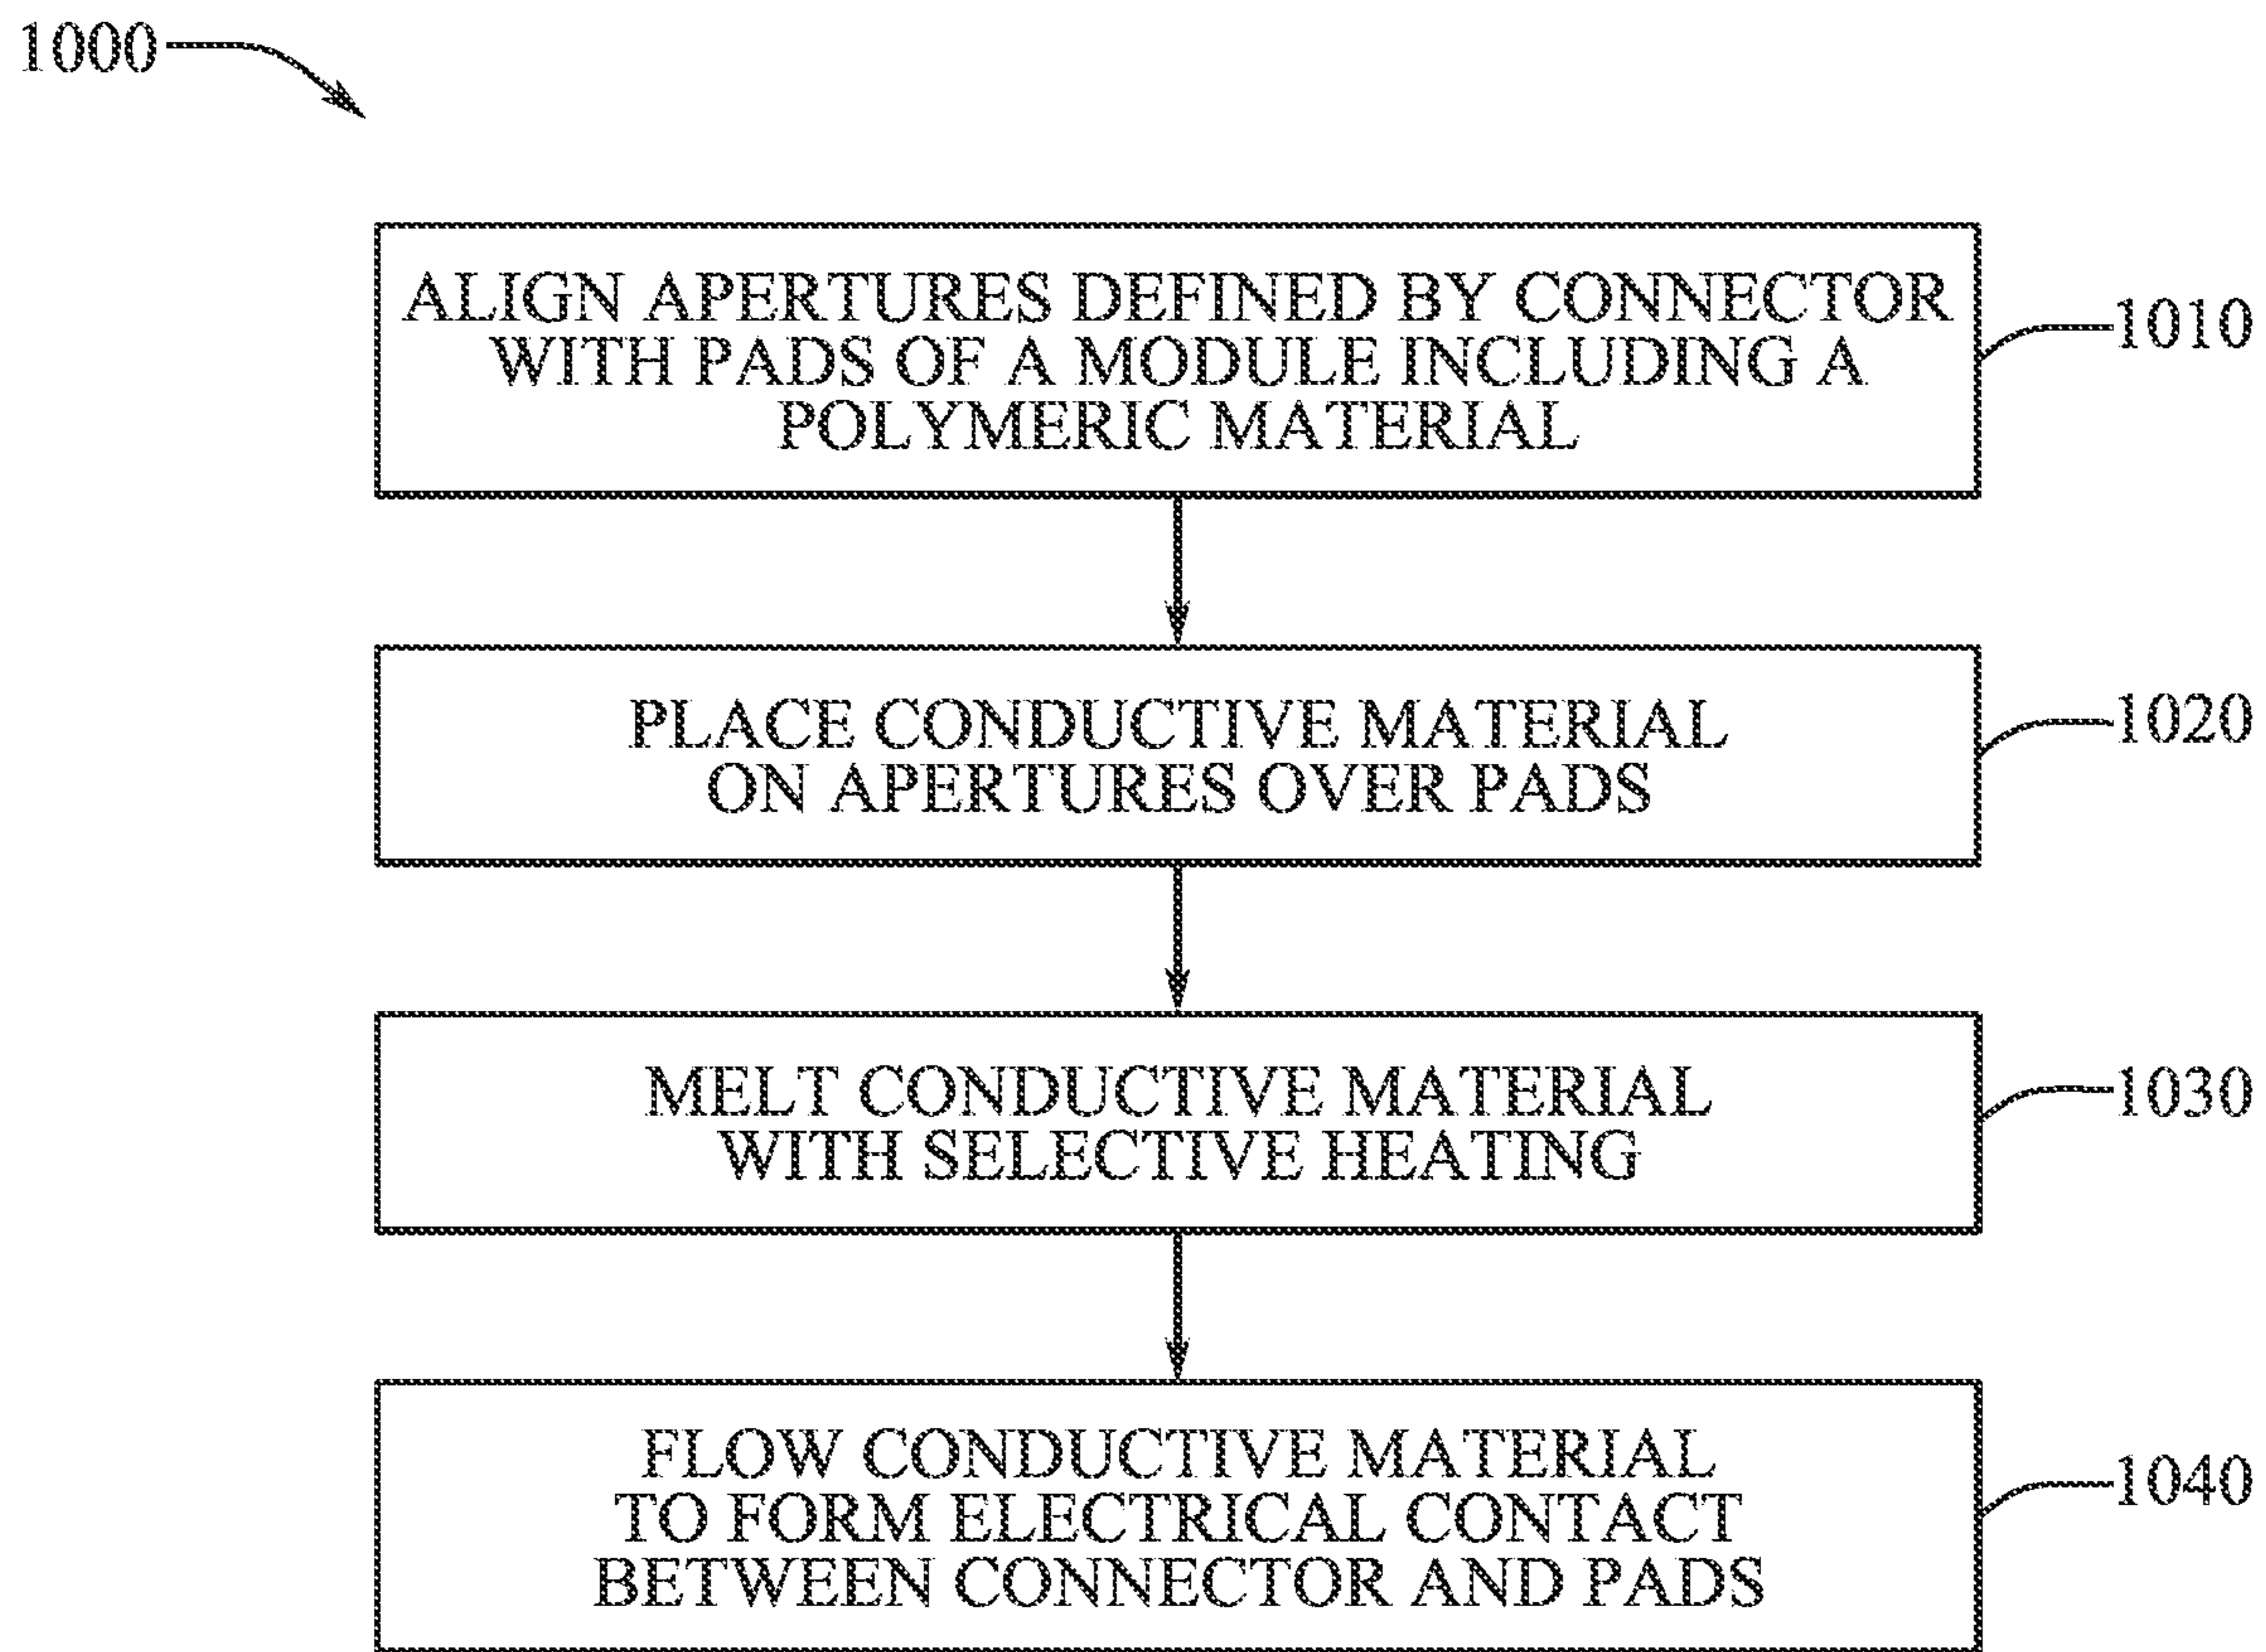 1000
ALIGN APERTURES DEFINED BY CONNECTOR
WITH PADS OF A MODULE INCLUDING A
POLYMERIC MATERIAL
1010
PLACE CONDUCTIVE MATERIAL
ON APERTURES OVER PADS
1020
MELT CONDUCTIVE MATERIAL
WITH SELECTIVE HEATING
1030
FLOW CONDUCTIVE MATERIAL
TO FORM ELECTRICAL CONTACT
BETWEEN CONNECTOR AND PADS
1040